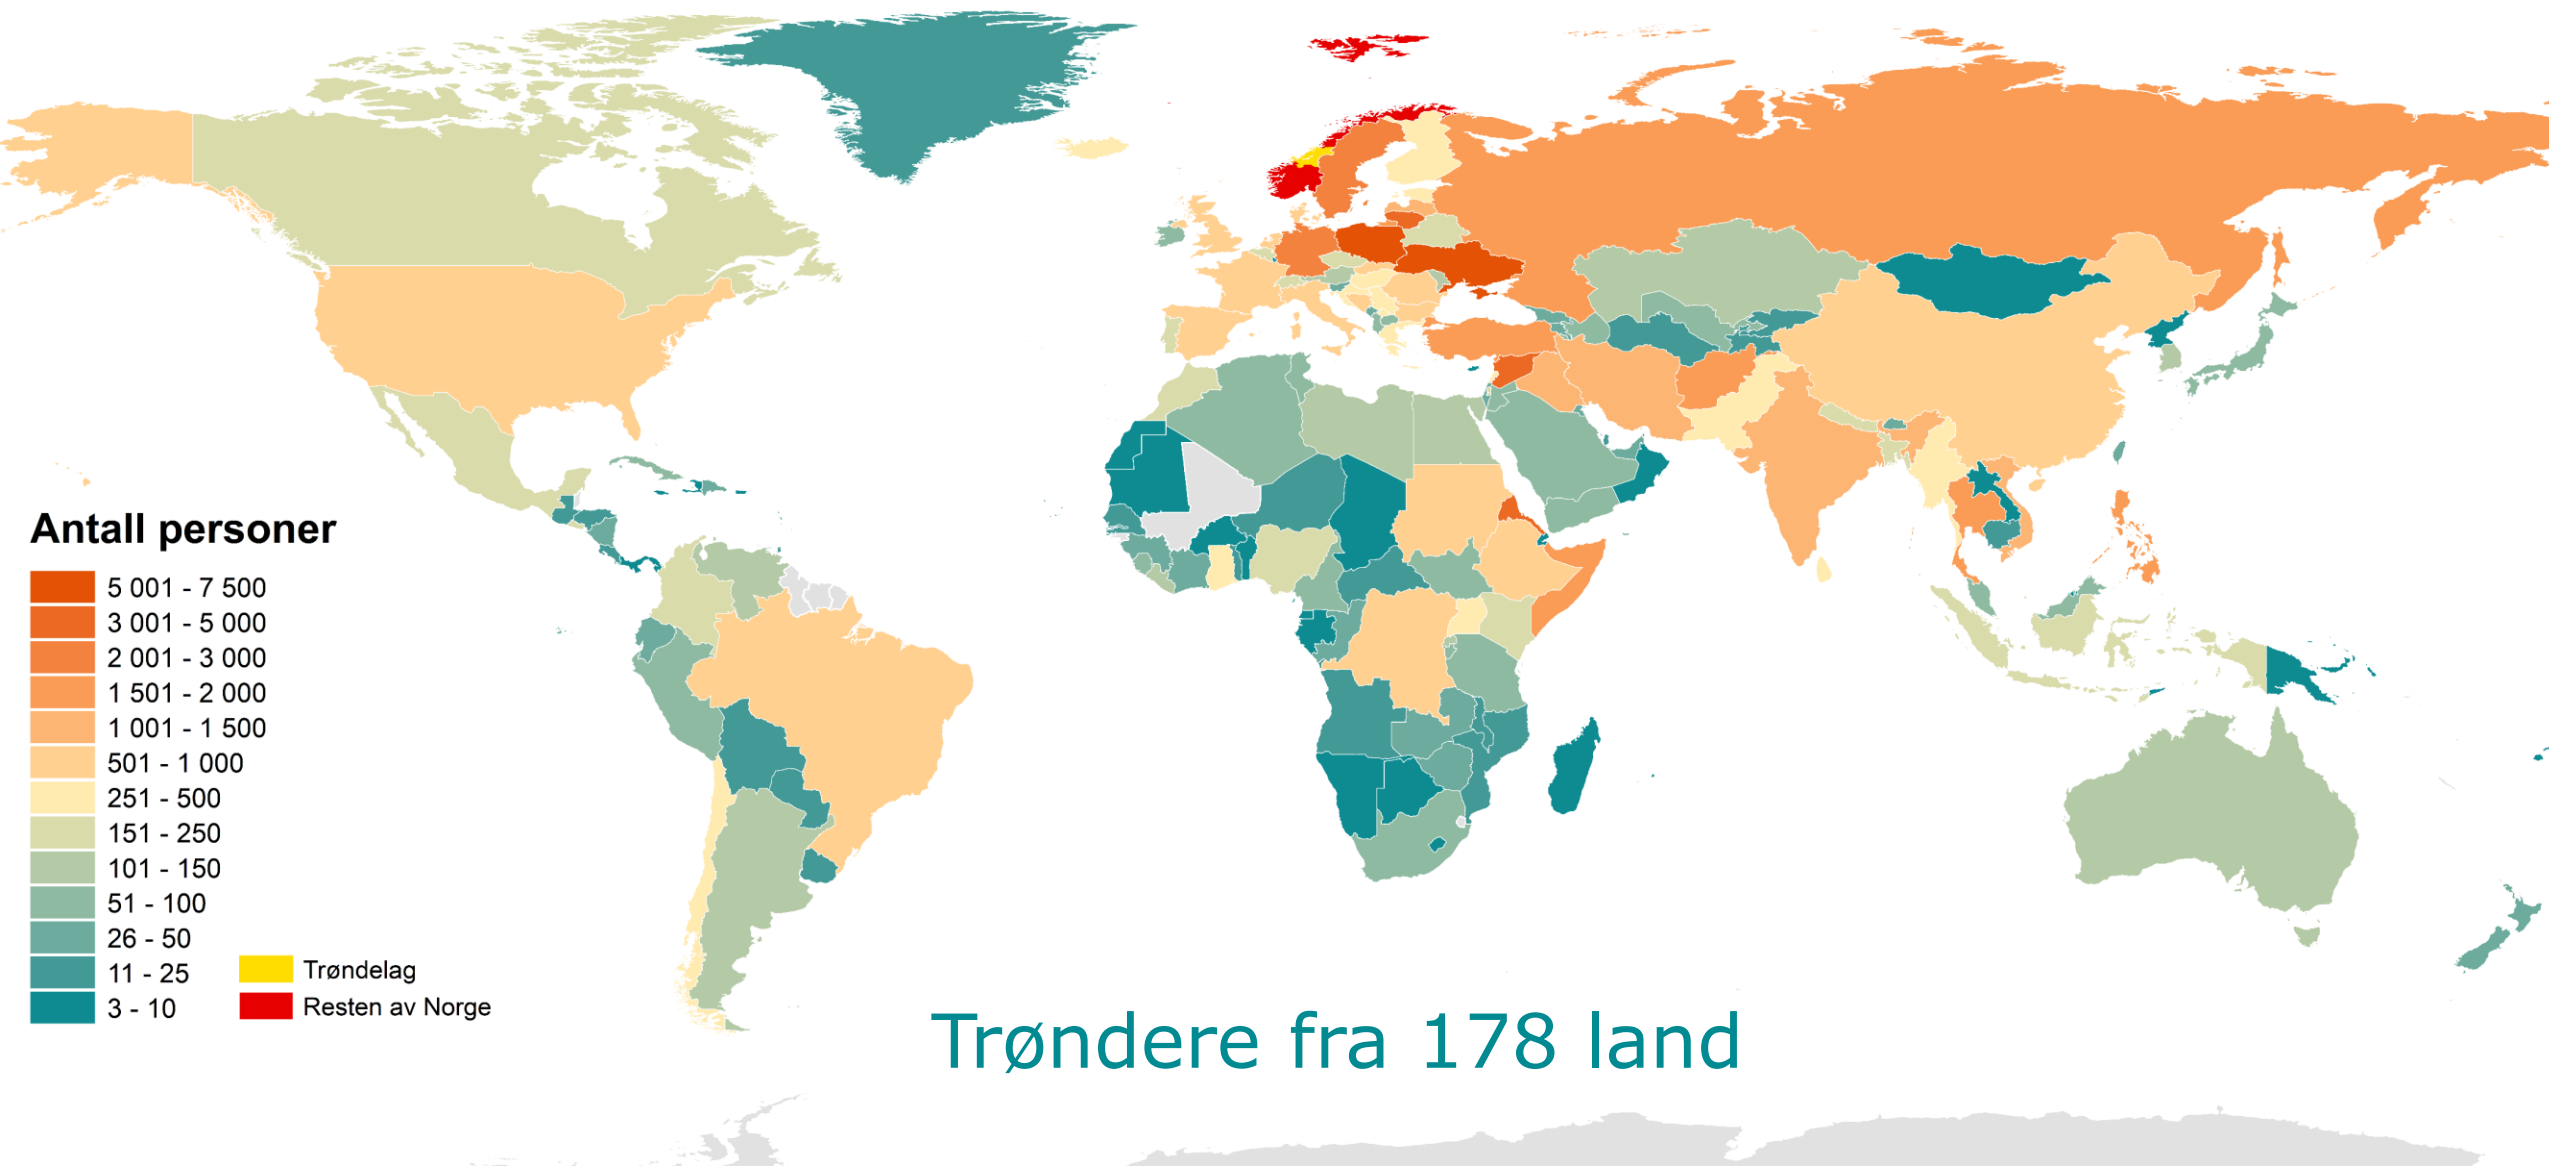 Antall personer
5 001 - 7 500
3 001 - 5 000
2 001 - 3 000
1 501 - 2 000
1 001 - 1 500
501 - 1 000
251 - 500
151 - 250
101 - 150
51 - 100
26 - 50
11 - 25
3 - 10
Trøndelag
Resten av Norge
Trøndere fra 178 land